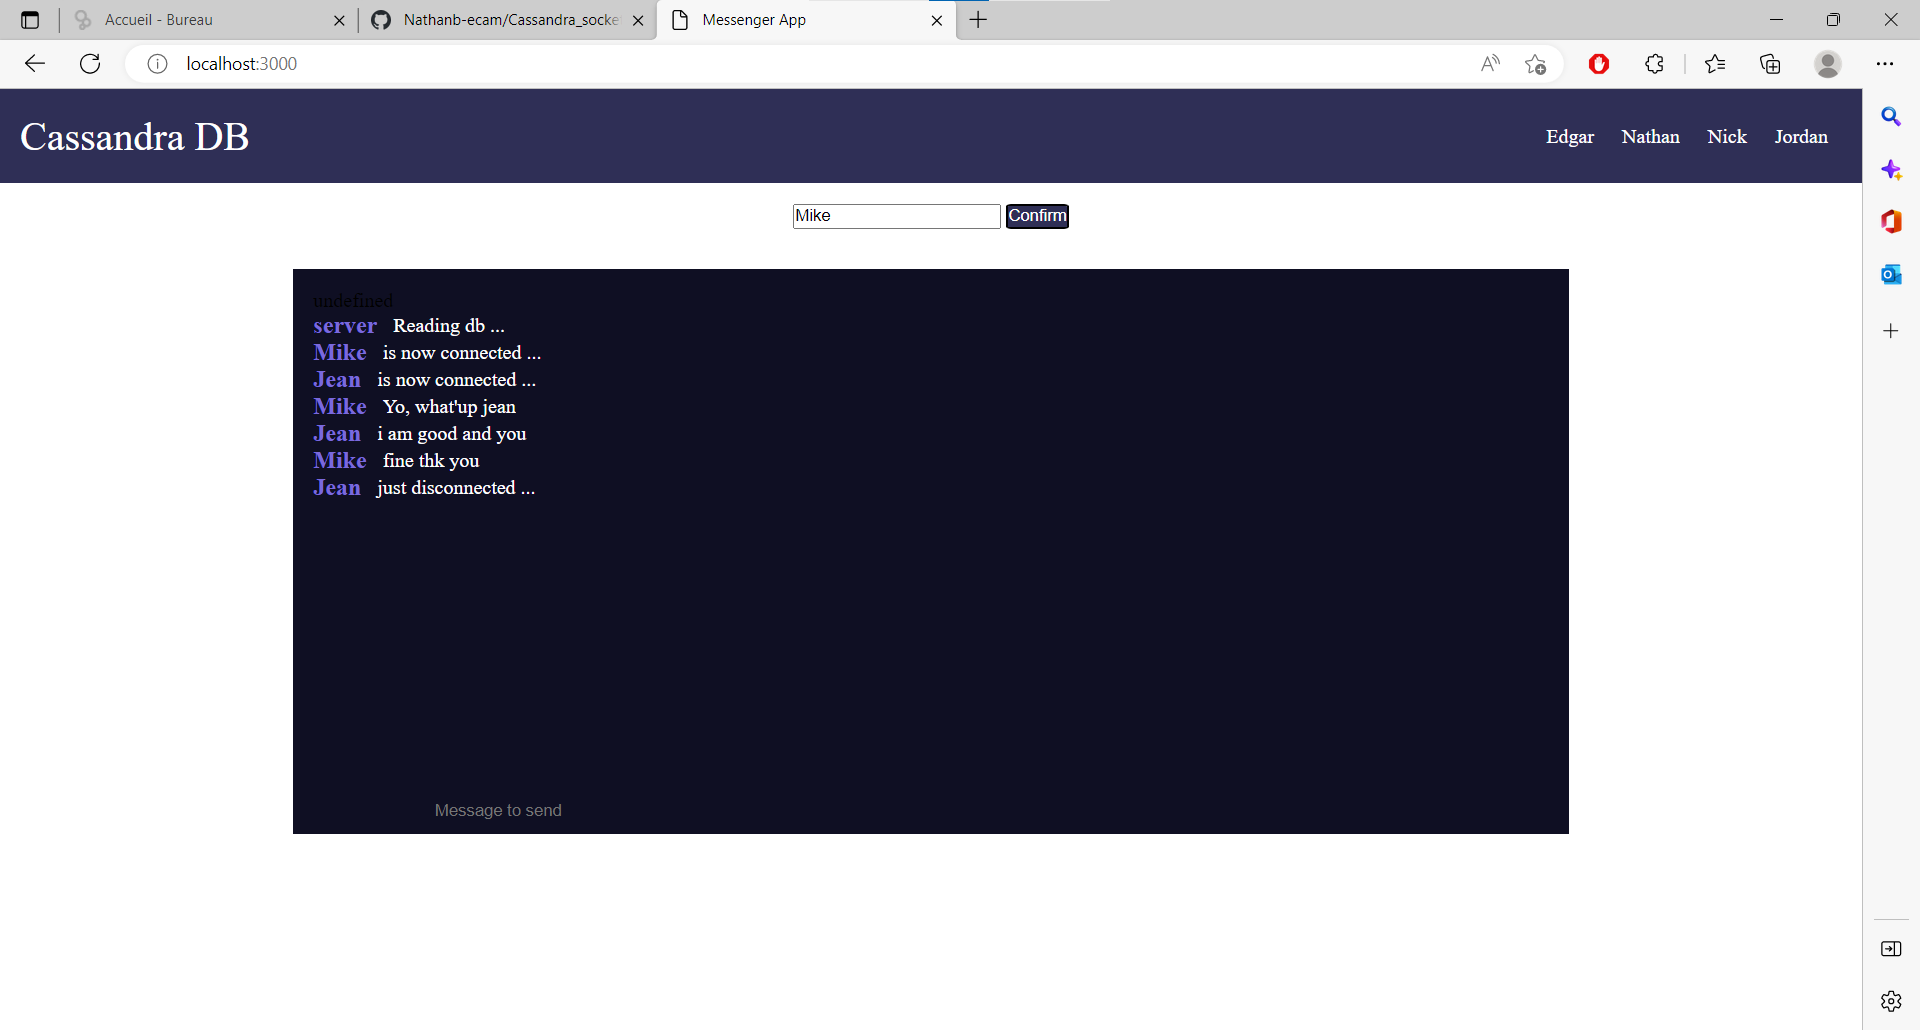 Accueil - Bureau
Nathanb-ecam/Cassandra_socke
Messenger App
localhost:3000
Cassandra DB
Edgar Nathan Nick Jordan
Mike Confirm
undefined
server Reading db ...
Mike is now connected ...
Jean is now connected ...
Mike Yo, what'up jean
Jean i am good and you
Mike fine thk you
Jean just disconnected ...
Message to send